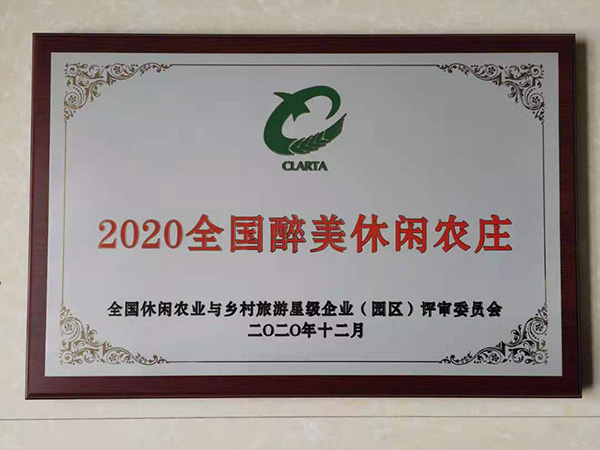 CLARTA
2020全国醉美休闲农庄
全国休闲农业与乡村旅游星级企业（园区）评审委员会
二〇二〇年十二月